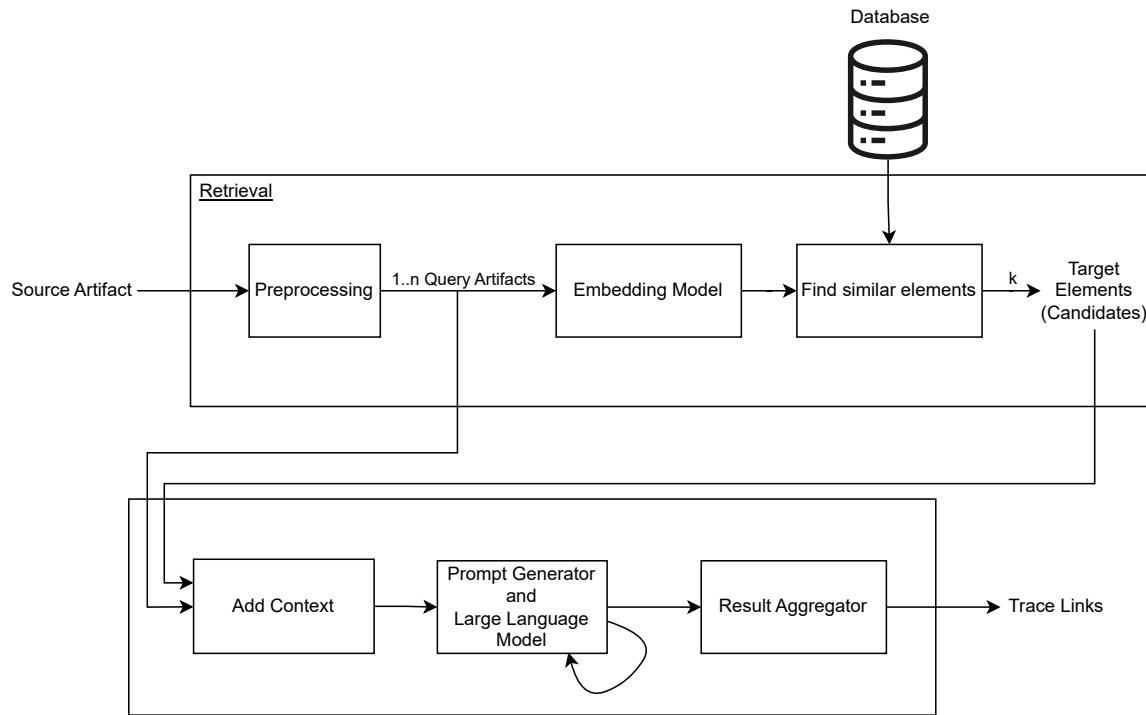 Database
Retrieval
Source Artifact
Preprocessing
1..n Query Artifacts
Embedding Model
Find similar elements
k
Target
Elements
(Candidates)
Add Context
Prompt Generator
and
Large Language
Model
Result Aggregator
Trace Links